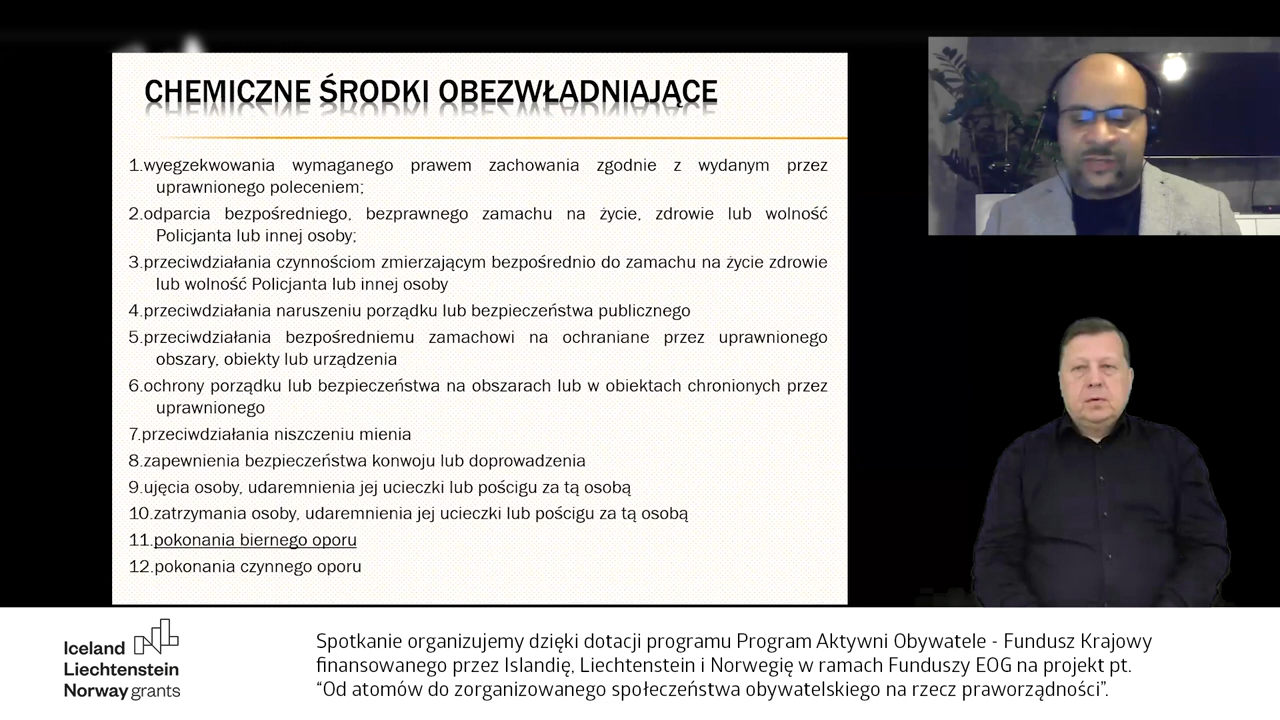 CHEMICZNE ŚRODKI OBEZWŁADNIAJĄCE
1.wyegzekwowania wymaganego prawem zachowania zgodnie z wydanym przez
uprawnionego poleceniem;
2.odparcia bezpośredniego, bezprawnego zamachu na życie, zdrowie lub wolność
Policjanta lub innej osoby;
3.przeciwdziałania czynnościom zmierzającym bezpośrednio do zamachu na życie zdrowie
lub wolność Policjanta lub innej osoby
4.przeciwdziałania naruszeniu porządku lub bezpieczeństwa publicznego
5.przeciwdziałania bezpośredniemu zamachowi na ochraniane przez uprawnionego
obszary, obiekty lub urządzenia
6.ochrony porządku lub bezpieczeństwa na obszarach lub w obiektach chronionych przez
uprawnionego
7.przeciwdziałania niszczeniu mienia
8.zapewnienia bezpieczeństwa konwoju lub doprowadzenia
9.ujęcia osoby, udaremnienia jej ucieczki lub pościgu za tą osobą
10.zatrzymania osoby, udaremnienia jej ucieczki lub pościgu za tą osobą
11.pokonania biernego oporu
12.pokonania czynnego oporu
Iceland
Liechtenstein
Norway grants
Spotkanie organizujemy dzięki dotacji programu Program Aktywni Obywatele - Fundusz Krajowy
finansowanego przez Islandię, Liechtenstein i Norwegię w ramach Funduszy EOG na projekt pt.
“Od atomów do zorganizowanego społeczeństwa obywatelskiego na rzecz praworządności”.